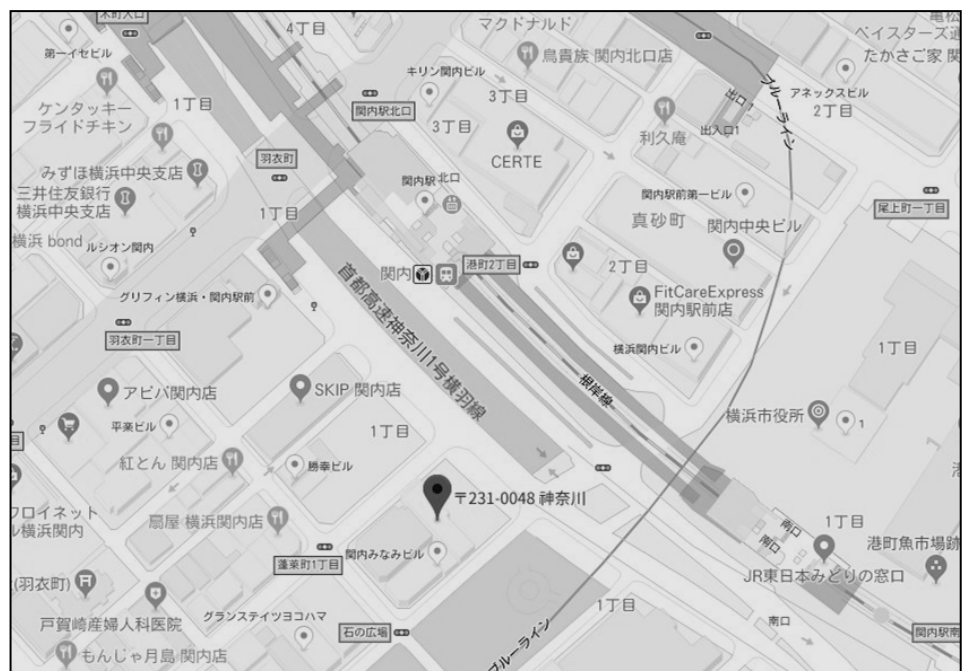 木町入口
4丁目
マクドナルド
亀松
ベイスターズ通
たかさご家 関
第一イセビル
キリン関内ビル
鳥貴族 関内北口店
ケンタッキー
フライドチキン
1丁目
関内駅北口
3丁目
3丁目
出口1
ブルーライン
アネックスビル
2丁目
利久庵
出入口1
CERTE
みずほ横浜中央支店
羽衣町
三井住友銀行
横浜中央支店
関内駅 北口
関内駅前第一ビル
真砂町
関内中央ビル
尾上町一丁目
1丁目
横浜 bond
ルシオン関内
関内
港町2丁目
2丁目
グリフィン横浜・関内駅前
首都高速神奈川1号横羽線
FitCareExpress
関内駅前店
羽衣町一丁目
横浜関内ビル
1丁目
アビバ関内店
SKIP 関内店
根岸線
横浜市役所
1
平楽ビル
1丁目
紅とん 関内店
勝幸ビル
〒231-0048 神奈川
フロイネット
ル横浜関内
扇屋 横浜関内店
南口
1丁目
関内みなみビル
南口
港町魚市場跡
蓬莱町1丁目
(羽衣町)
JR東日本みどりの窓口
戸賀崎産婦人科医院
グランステイツヨコハマ
1丁目
南口
石の広場
関内駅南
もんじゃ月島 関内店
ブルーライン